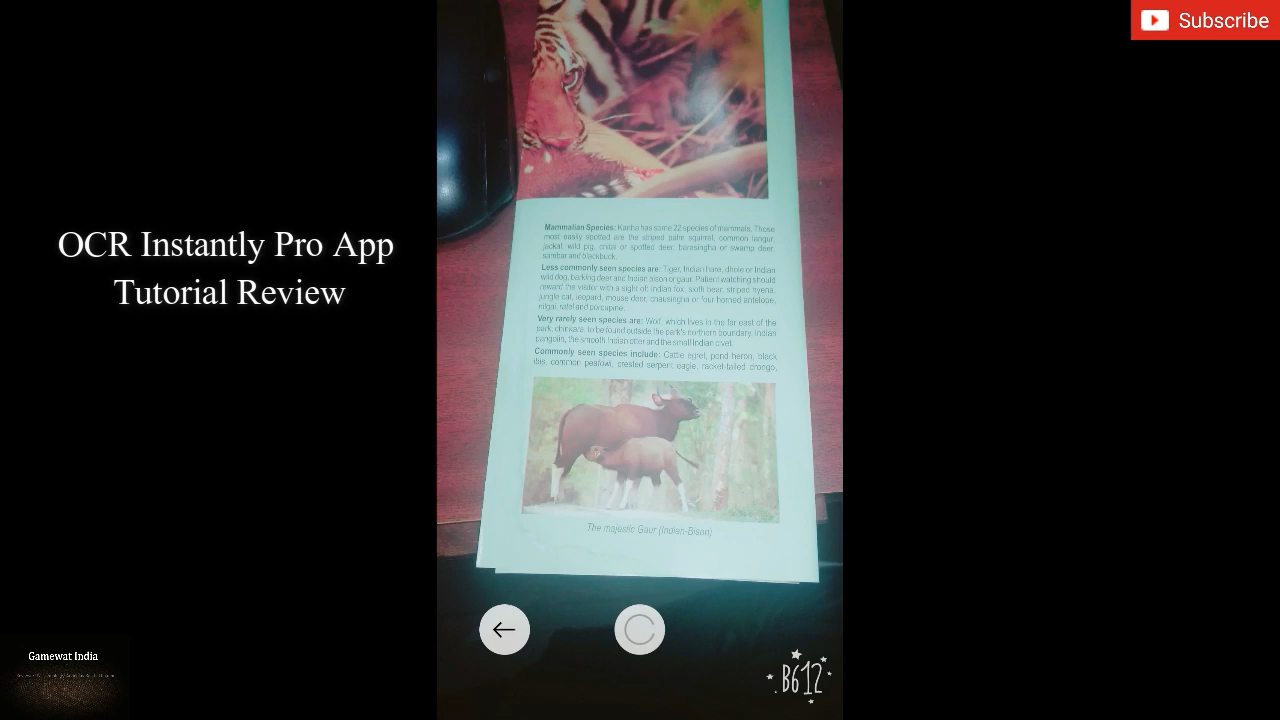 Subscribe
OCR Instantly Pro App
Tutorial Review
Mammalian Species: Kanha has some 22 species of mammals. Those
most easily spotted are the striped palm squirrel, common langur,
jackal, wild pig, chital or spotted deer, barasingha or swamp deer,
sambar and blackbuck.
Less commonly seen species are: Tiger, Indian hare, dhole or Indian
wild dog, barking deer and Indian bison or gaur. Patient watching should
reward the visitor with a sight of: Indian fox, sloth bear, striped hyena,
jungle cat, leopard, mouse deer, chausingha or four horned antelope,
nilgai, ratel and porcupine.
Very rarely seen species are: Wolf, which lives in the far east of the
park, chinkara, to be found outside the park's northern boundary, Indian
pangolin, the smooth Indian otter and the small Indian civet.
Commonly seen species include: Cattle egret, pond heron, black
ibis, common peafowl, crested serpent eagle, racket-tailed drongo,
The majestic Gaur (Indian-Bison)
Gamewat India
B612